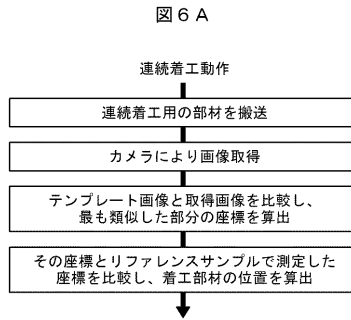 図６Ａ
連続着工動作
連続着工用の部材を搬送
カメラにより画像取得
テンプレート画像と取得画像を比較し、
最も類似した部分の座標を算出
その座標とリファレンスサンプルで測定した
座標を比較し、着工部材の位置を算出